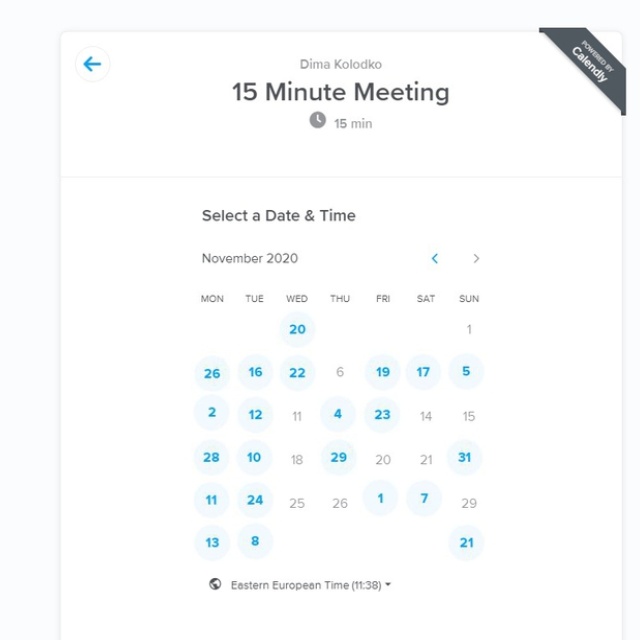 Dima Kolodko
POWERED BY
Calendly
15 Minute Meeting
15 min
Select a Date & Time
November 2020
MON TUE WED THU FRI SAT SUN
20 1
26 16 22 6 19 17 5
2 12 11 4 23 14 15
28 10 18 29 20 21 31
11 24 25 26 1 7 29
13 8 21
Eastern European Time (11:38)